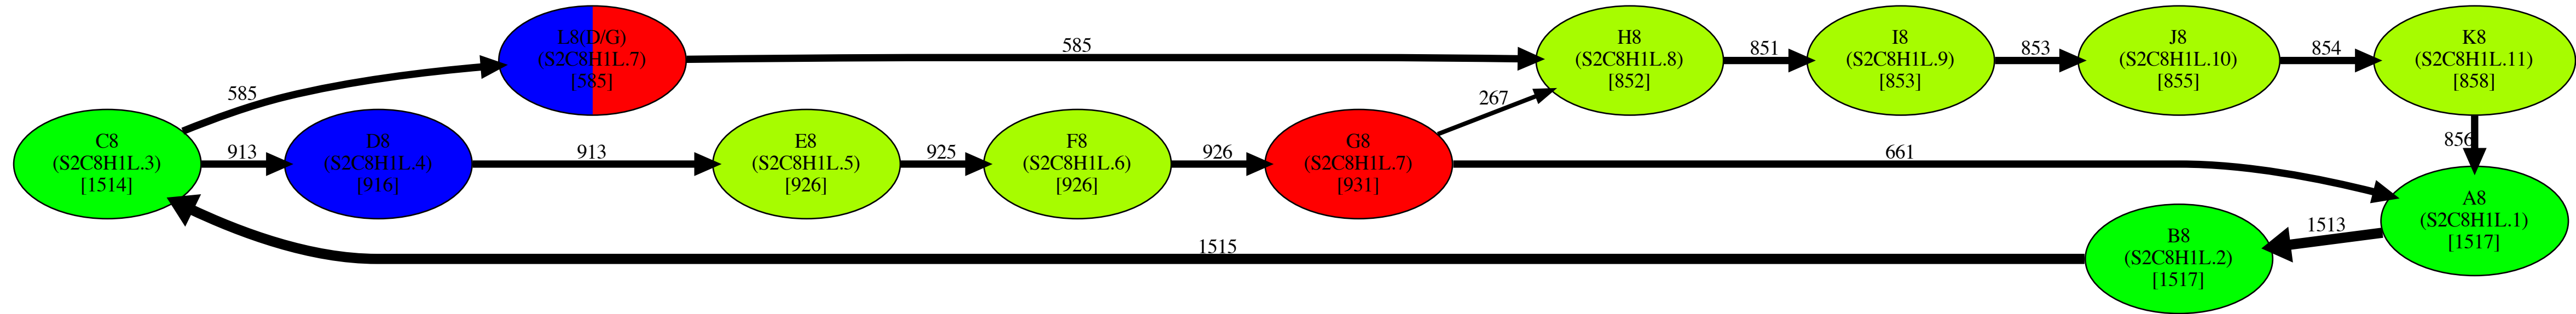 L8(D/G)
(S2C8H1L.7)
[585]
585
H8
(S2C8H1L.8)
[852]
851
I8
(S2C8H1L.9)
[853]
853
J8
(S2C8H1L.10)
[855]
854
K8
(S2C8H1L.11)
[858]
585
C8
(S2C8H1L.3)
[1514]
913
D8
(S2C8H1L.4)
[916]
913
E8
(S2C8H1L.5)
[926]
925
F8
(S2C8H1L.6)
[926]
926
G8
(S2C8H1L.7)
[931]
267
661
856
A8
(S2C8H1L.1)
[1517]
1513
B8
(S2C8H1L.2)
[1517]
1515